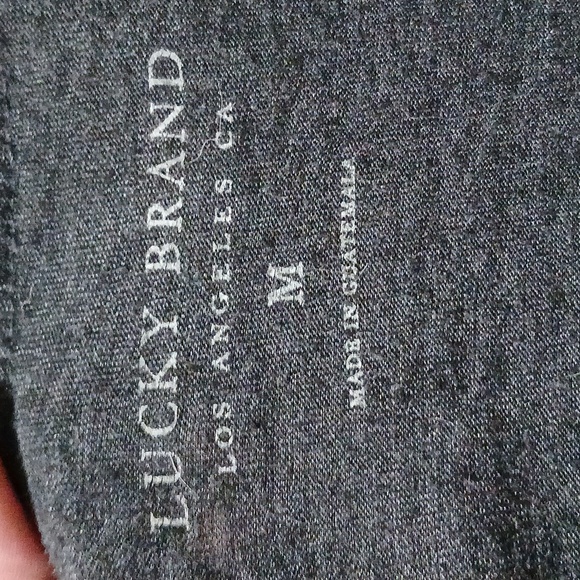 LUCKY BRAND
LOS ANGELES CA
M
MADE IN GUATEMALA